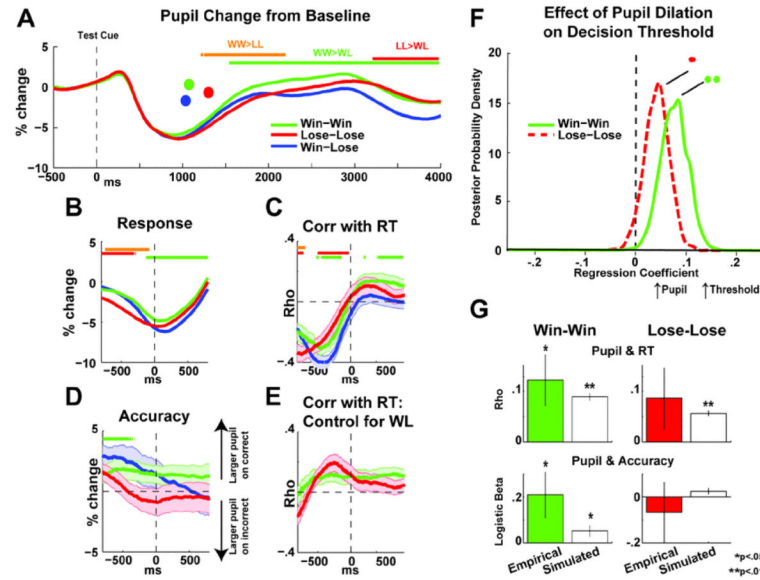 A
Pupil Change from Baseline
Test Cue
WW>LL
WW>WL
LL>WL
% change
5
0
−5
−10
Win−Win
Lose−Lose
Win−Lose
−500
0
ms
1000
2000
3000
4000
B
Response
% change
5
0
−5
−10
−500
0
500
ms
C
Corr with RT
Rho
.4
−.4
−500
0
500
ms
D
Accuracy
% change
5
−5
−500
0
500
ms
Larger pupil
on correct
Larger pupil
on incorrect
E
Corr with RT:
Control for WL
Rho
−.4
−500
0
500
ms
F
Effect of Pupil Dilation
on Decision Threshold
Posterior Probability Density
20
15
10
5
0
Win−Win
Lose−Lose
-.2
-.1
0
.1
.2
Regression Coefficient
↑Pupil
↑Threshold
G
Win-Win
Lose-Lose
Pupil & RT
Rho
.1
0
*
**
.1
0
**
Pupil & Accuracy
Logistic Beta
.2
0
*
*
0
-.2
Empirical
Simulated
Empirical
Simulated
*p<.0
**p<.0